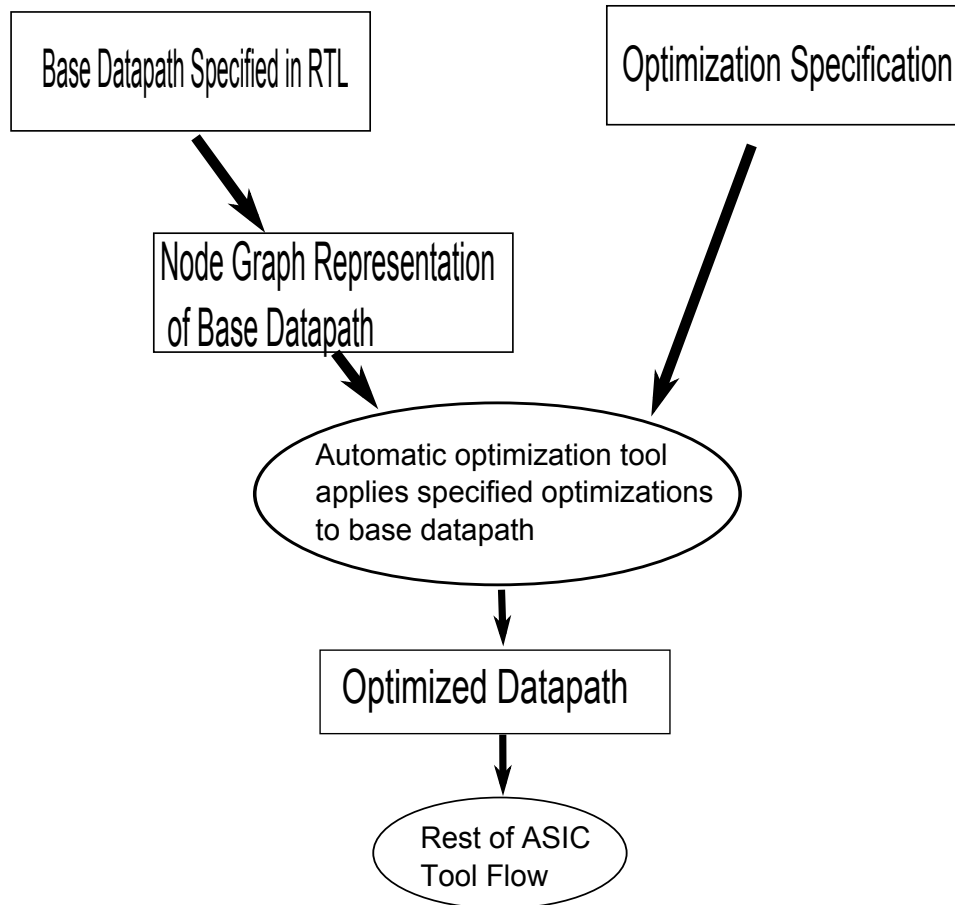 Base Datapath Specified in RTL
Optimization Specification
Node Graph Representation
of Base Datapath
Automatic optimization tool
applies specified optimizations
to base datapath
Optimized Datapath
Rest of ASIC
Tool Flow